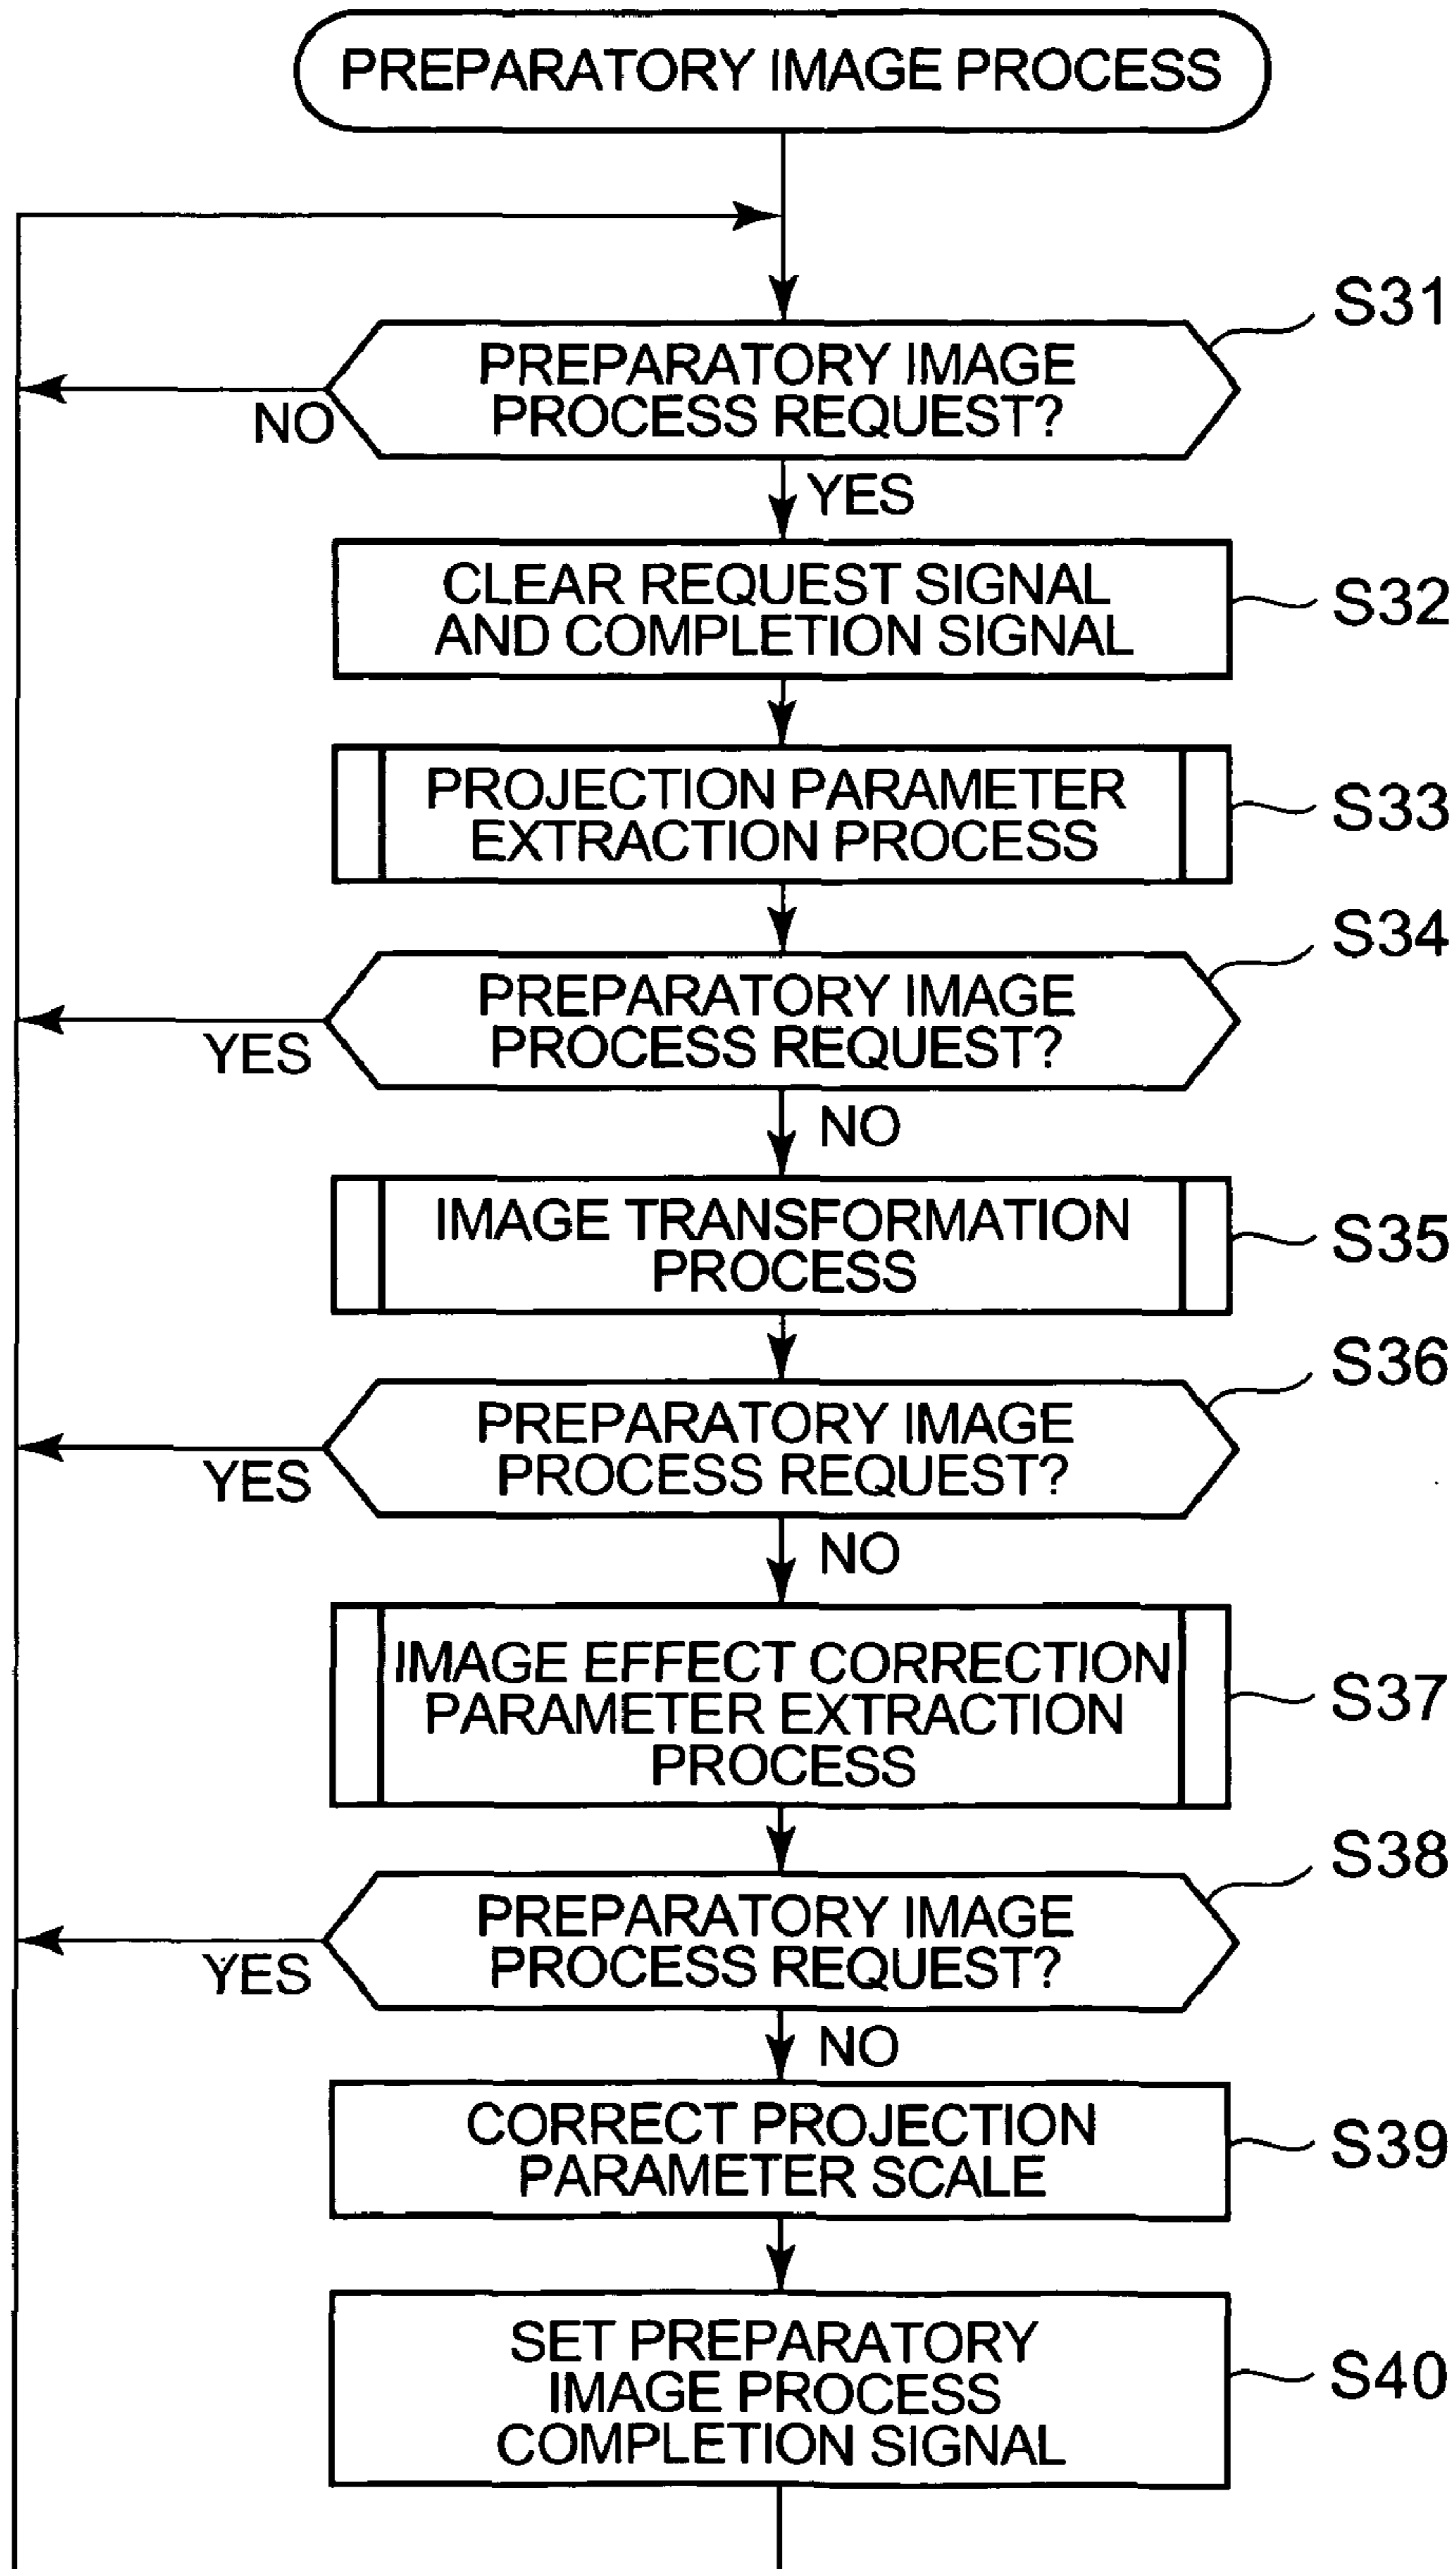 PREPARATORY IMAGE PROCESS
S31
PREPARATORY IMAGE
PROCESS REQUEST?
NO
YES
CLEAR REQUEST SIGNAL
AND COMPLETION SIGNAL
S32
PROJECTION PARAMETER
EXTRACTION PROCESS
S33
S34
PREPARATORY IMAGE
PROCESS REQUEST?
YES
NO
IMAGE TRANSFORMATION
PROCESS
S35
S36
PREPARATORY IMAGE
PROCESS REQUEST?
YES
NO
IMAGE EFFECT CORRECTION
PARAMETER EXTRACTION
PROCESS
S37
S38
PREPARATORY IMAGE
PROCESS REQUEST?
YES
NO
CORRECT PROJECTION
PARAMETER SCALE
S39
SET PREPARATORY
IMAGE PROCESS
COMPLETION SIGNAL
S40